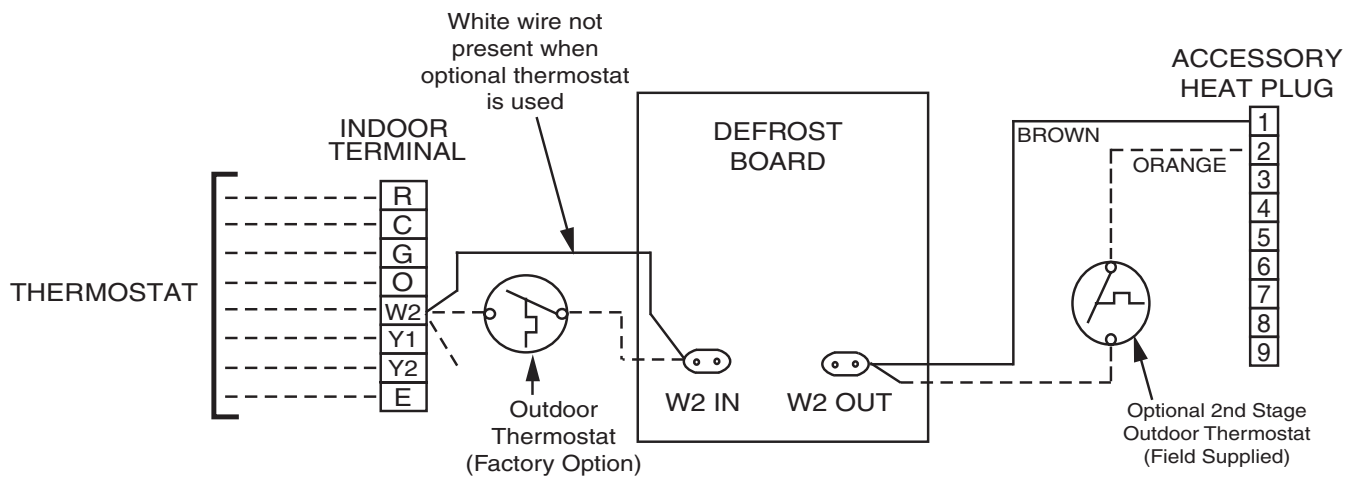 White wire not
present when
optional thermostat
is used
ACCESSORY
HEAT PLUG
INDOOR
TERMINAL
DEFROST
BOARD
BROWN
ORANGE
1
2
3
4
5
6
7
8
9
THERMOSTAT
R
C
G
O
W2
Y1
Y2
E
W2 IN
W2 OUT
Outdoor
Thermostat
(Factory Option)
Optional 2nd Stage
Outdoor Thermostat
(Field Supplied)